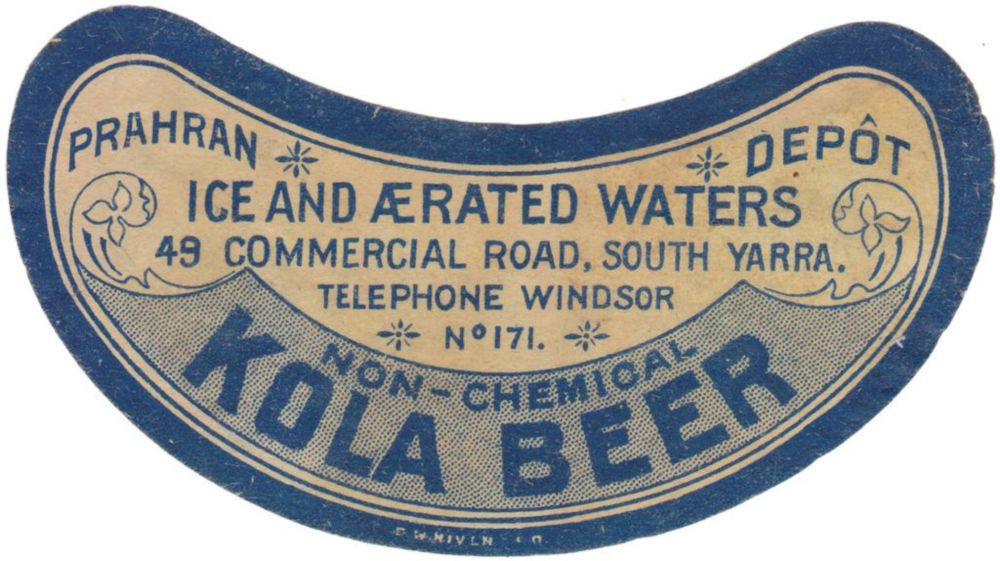 PRAHRAN DEPÔT
ICE AND ÆRATED WATERS
49 COMMERCIAL ROAD, SOUTH YARRA.
TELEPHONE WINDSOR
Nº 171.
NON-CHEMICAL
KOLA BEER